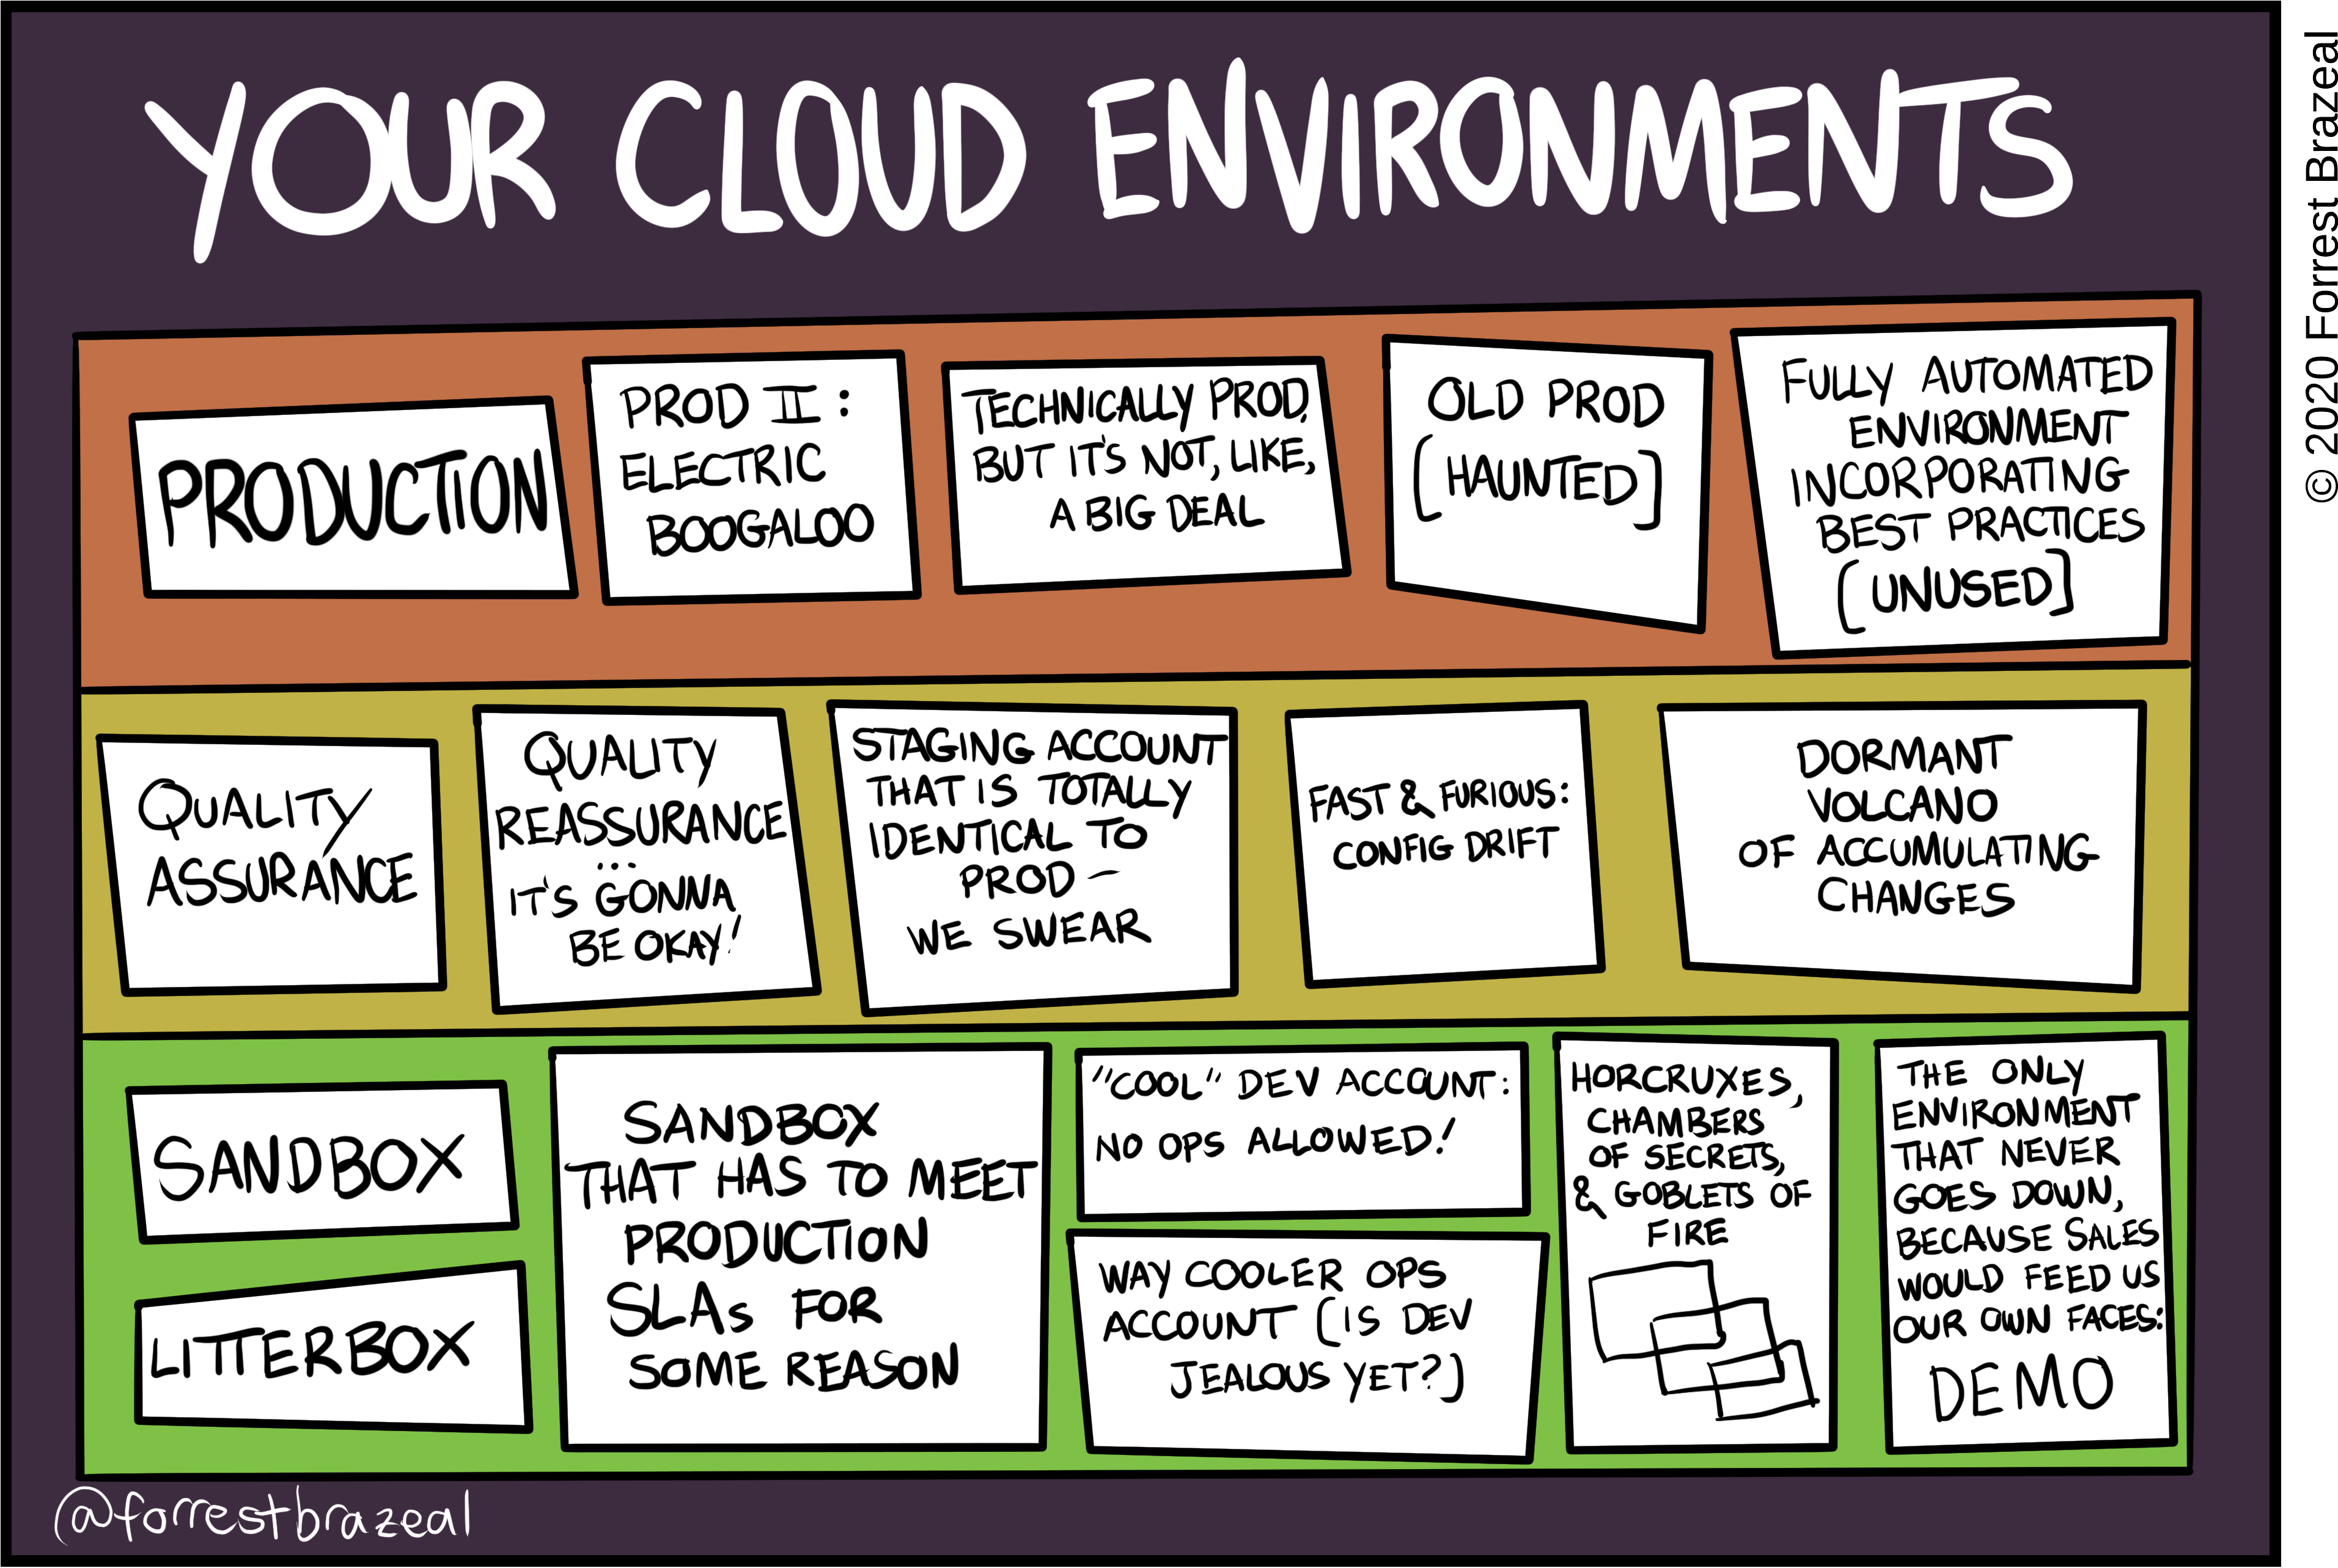 YOUR CLOUD ENVIRONMENTS
© 2020 Forrest Brazeal
PRODUCTION
PROD II:
ELECTRIC
BOOGALOO
TECHNICALLY PROD,
BUT IT'S NOT, LIKE,
A BIG DEAL
OLD PROD
[HAUNTED]
FULLY AUTOMATED
ENVIRONMENT
INCORPORATING
BEST PRACTICES
[UNUSED]
QUALITY
ASSURANCE
QUALITY
REASSURANCE
...
IT'S GONNA
BE OKAY!
STAGING ACCOUNT
THAT IS TOTALLY
IDENTICAL TO
PROD -
WE SWEAR
FAST & FURIOUS:
CONFIG DRIFT
DORMANT
VOLCANO
OF ACCUMULATING
CHANGES
SANDBOX
LITTERBOX
SANDBOX
THAT HAS TO MEET
PRODUCTION
SLAs FOR
SOME REASON
"COOL" DEV ACCOUNT:
NO OPS ALLOWED!
WAY COOLER OPS
ACCOUNT [IS DEV
JEALOUS YET?]
HORCRUXES,
CHAMBERS
OF SECRETS,
& GOBLETS OF
FIRE
THE ONLY
ENVIRONMENT
THAT NEVER
GOES DOWN,
BECAUSE SALES
WOULD FEED US
OUR OWN FACES:
DEMO
@forrestbrazeal